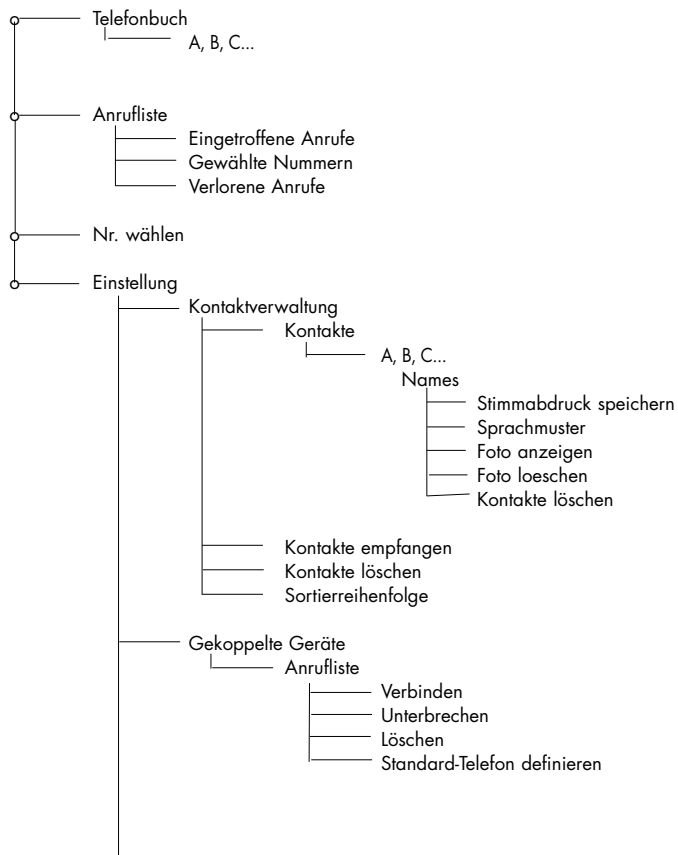 Telefonbuch
A, B, C...
Anrufliste
Eingetroffene Anrufe
Gewählte Nummern
Verlorene Anrufe
Nr. wählen
Einstellung
Kontaktverwaltung
Kontakte
A, B, C...
Names
Stimmabdruck speichern
Sprachmuster
Foto anzeigen
Foto loeschen
Kontakte löschen
Kontakte empfangen
Kontakte löschen
Sortierreihenfolge
Gekoppelte Geräte
Anrufliste
Verbinden
Unterbrechen
Löschen
Standard-Telefon definieren